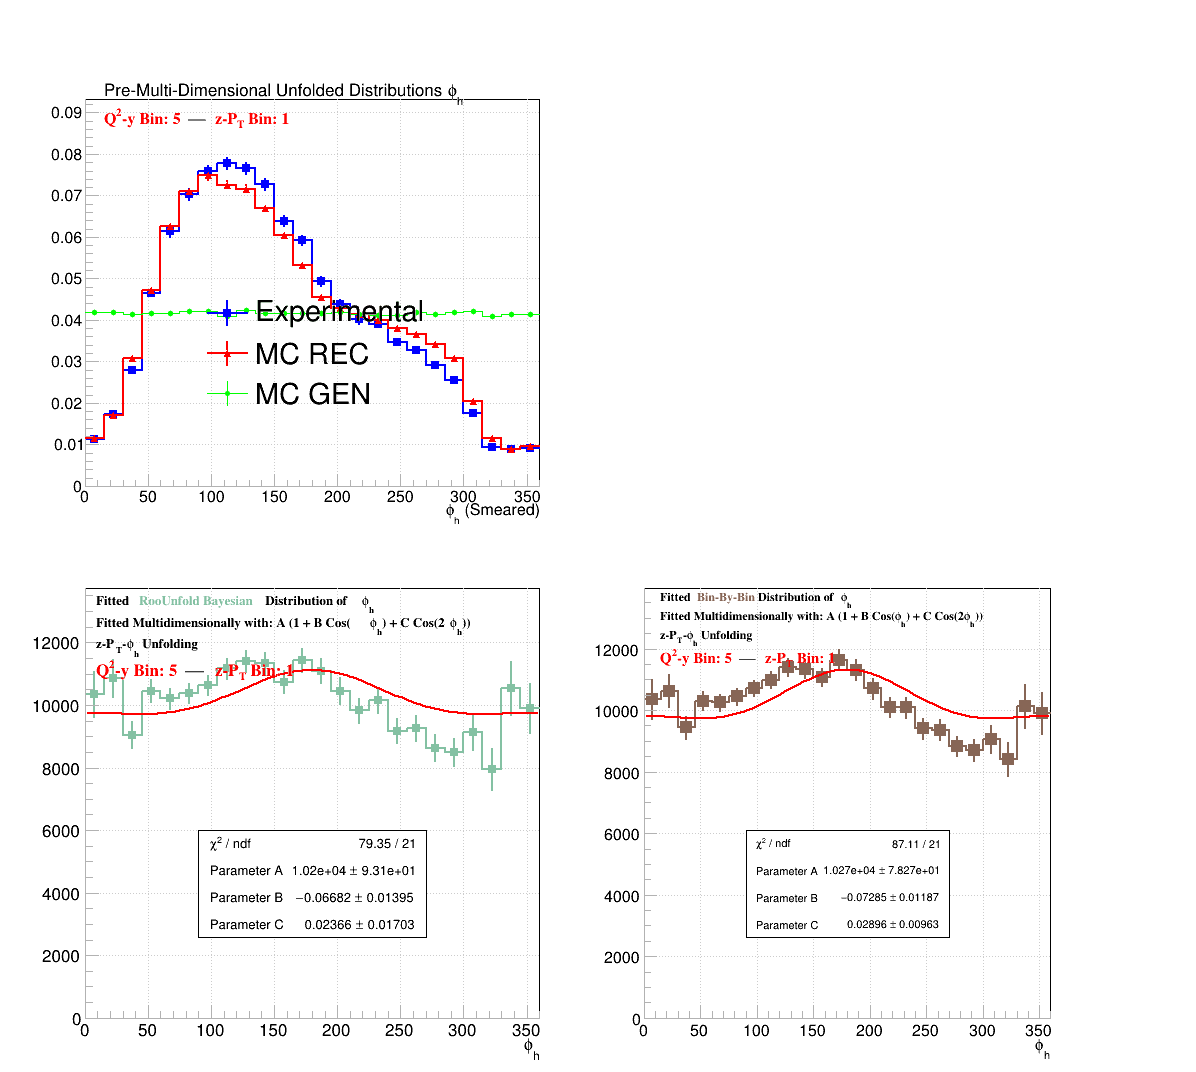 Pre-Multi-Dimensional Unfolded Distributions ϕh
Q²-y Bin: 5 — z-PT Bin: 1
0.09
0.08
0.07
0.06
0.05
0.04
0.03
0.02
0.01
0
Experimental
MC REC
MC GEN
0 50 100 150 200 250 300 350
ϕh (Smeared)
Fitted RooUnfold Bayesian Distribution of ϕh
Fitted Multidimensionally with: A (1 + B Cos( ϕh) + C Cos(2 ϕh))
z-PT-ϕh Unfolding
Q²-y Bin: 5 — z-PT Bin: 1
12000
10000
8000
6000
4000
2000
0
χ² / ndf 79.35 / 21
Parameter A 1.02e+04 ± 9.31e+01
Parameter B −0.06682 ± 0.01395
Parameter C 0.02366 ± 0.01703
0 50 100 150 200 250 300 350
ϕh
Fitted Bin-By-Bin Distribution of ϕh
Fitted Multidimensionally with: A (1 + B Cos(ϕh) + C Cos(2ϕh))
z-PT-ϕh Unfolding
Q²-y Bin: 5 — z-PT Bin: 1
12000
10000
8000
6000
4000
2000
0
χ² / ndf 87.11 / 21
Parameter A 1.027e+04 ± 7.827e+01
Parameter B −0.07285 ± 0.01187
Parameter C 0.02896 ± 0.00963
0 50 100 150 200 250 300 350
ϕh